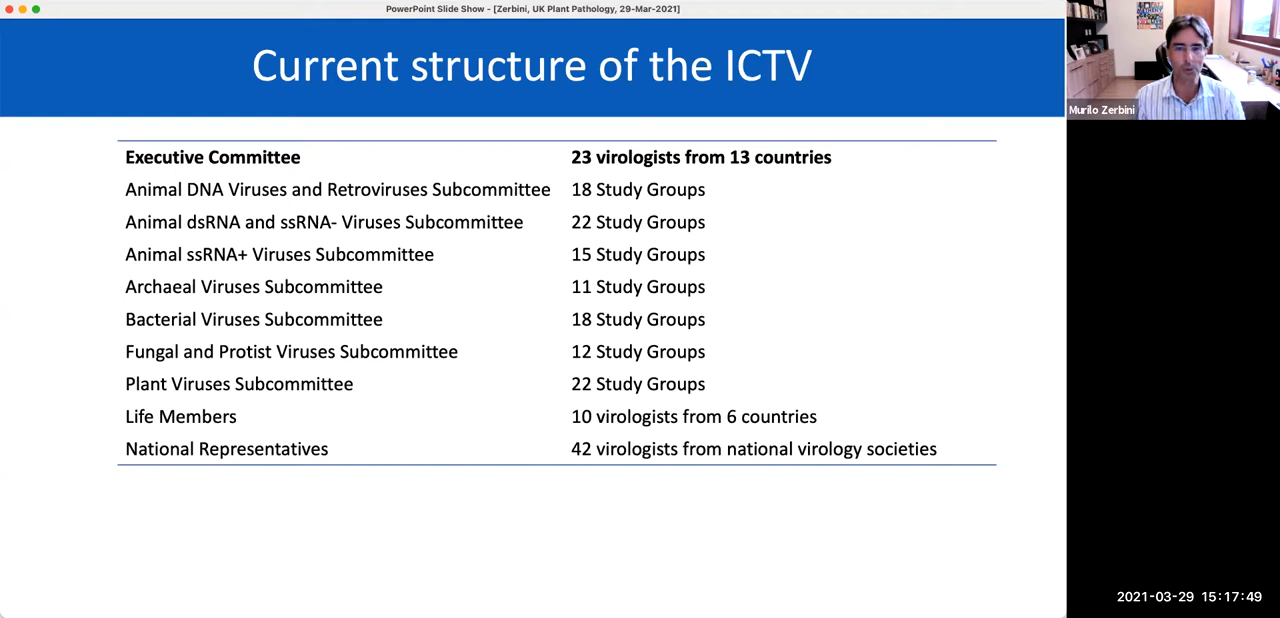 PowerPoint Slide Show - [Zerbini, UK Plant Pathology, 29-Mar-2021]
Current structure of the ICTV
Executive Committee 23 virologists from 13 countries
Animal DNA Viruses and Retroviruses Subcommittee 18 Study Groups
Animal dsRNA and ssRNA- Viruses Subcommittee 22 Study Groups
Animal ssRNA+ Viruses Subcommittee 15 Study Groups
Archaeal Viruses Subcommittee 11 Study Groups
Bacterial Viruses Subcommittee 18 Study Groups
Fungal and Protist Viruses Subcommittee 12 Study Groups
Plant Viruses Subcommittee 22 Study Groups
Life Members 10 virologists from 6 countries
National Representatives 42 virologists from national virology societies
Murilo Zerbini
2021-03-29 15:17:49